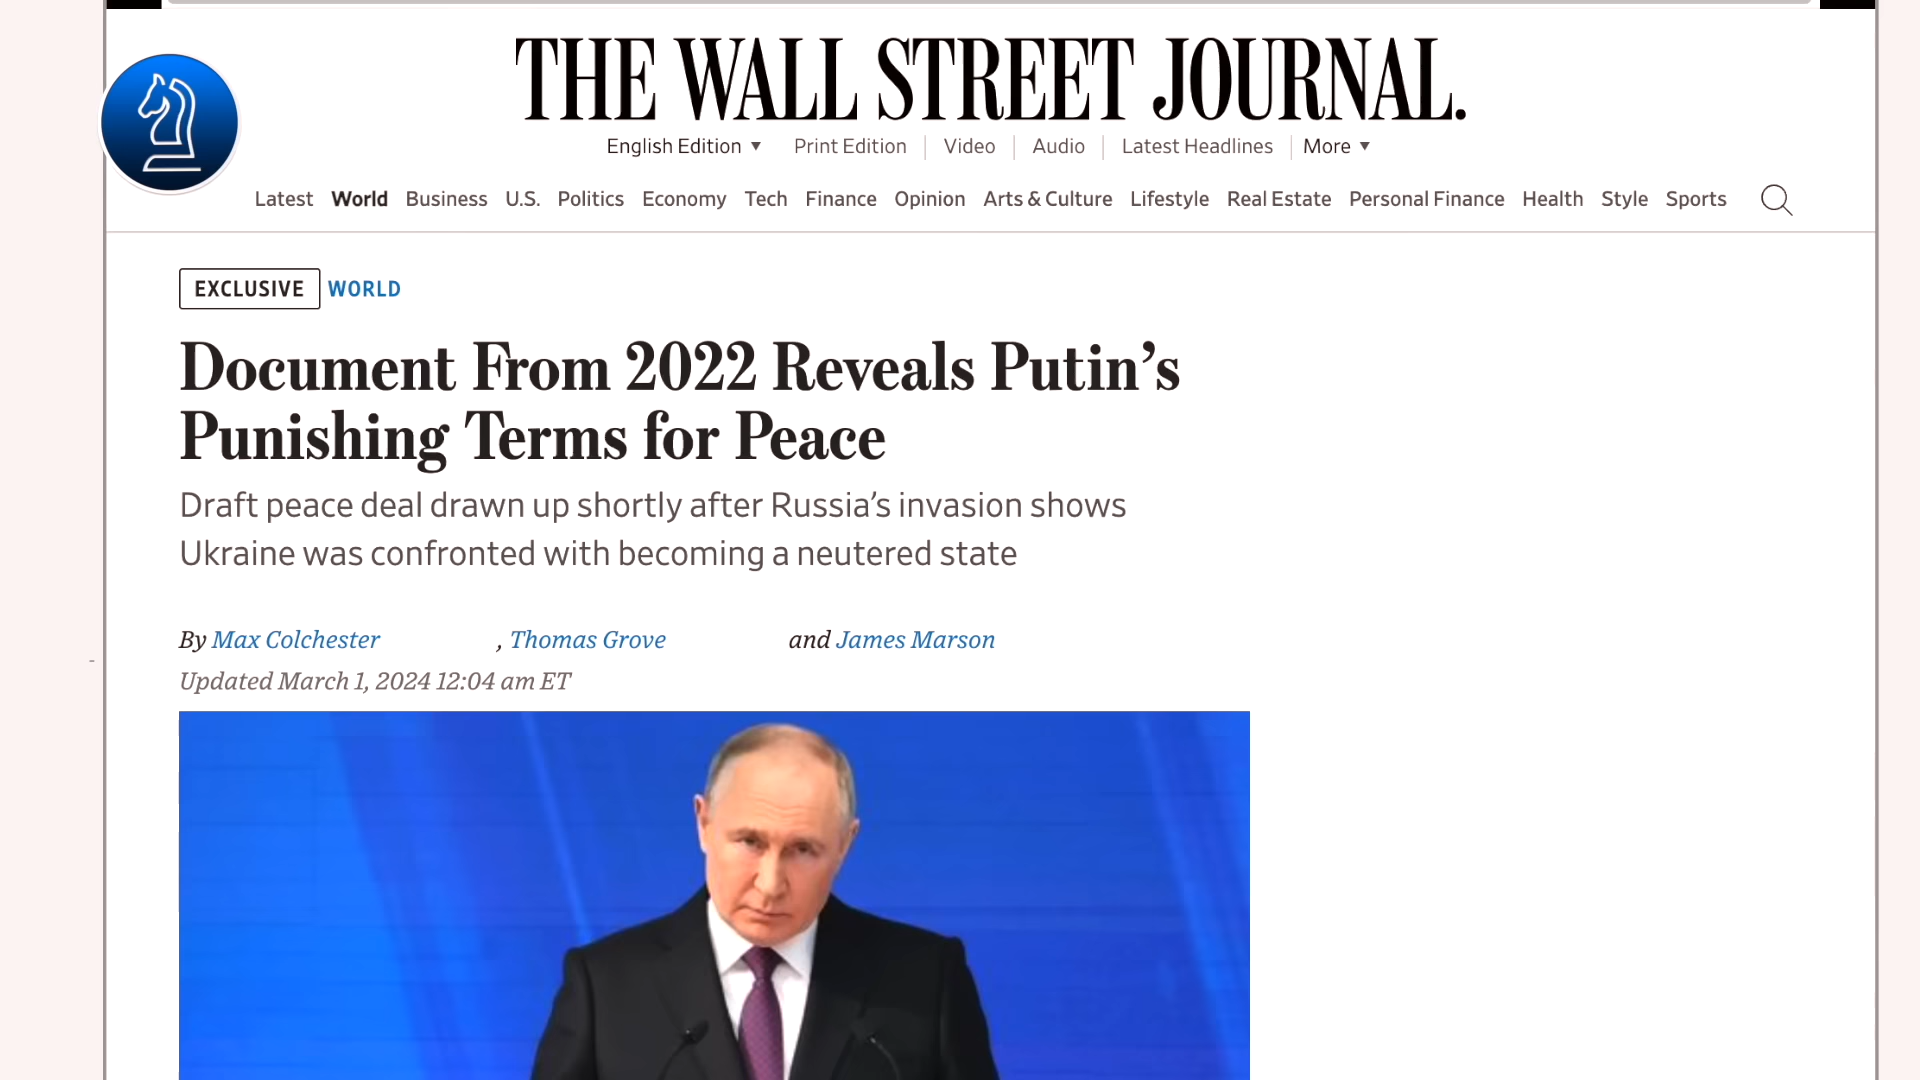 THE WALL STREET JOURNAL.
English Edition ▼ Print Edition Video Audio Latest Headlines More ▼
Latest World Business U.S. Politics Economy Tech Finance Opinion Arts & Culture Lifestyle Real Estate Personal Finance Health Style Sports
EXCLUSIVE WORLD
Document From 2022 Reveals Putin’s
Punishing Terms for Peace
Draft peace deal drawn up shortly after Russia’s invasion shows
Ukraine was confronted with becoming a neutered state
By Max Colchester , Thomas Grove and James Marson
Updated March 1, 2024 12:04 am ET